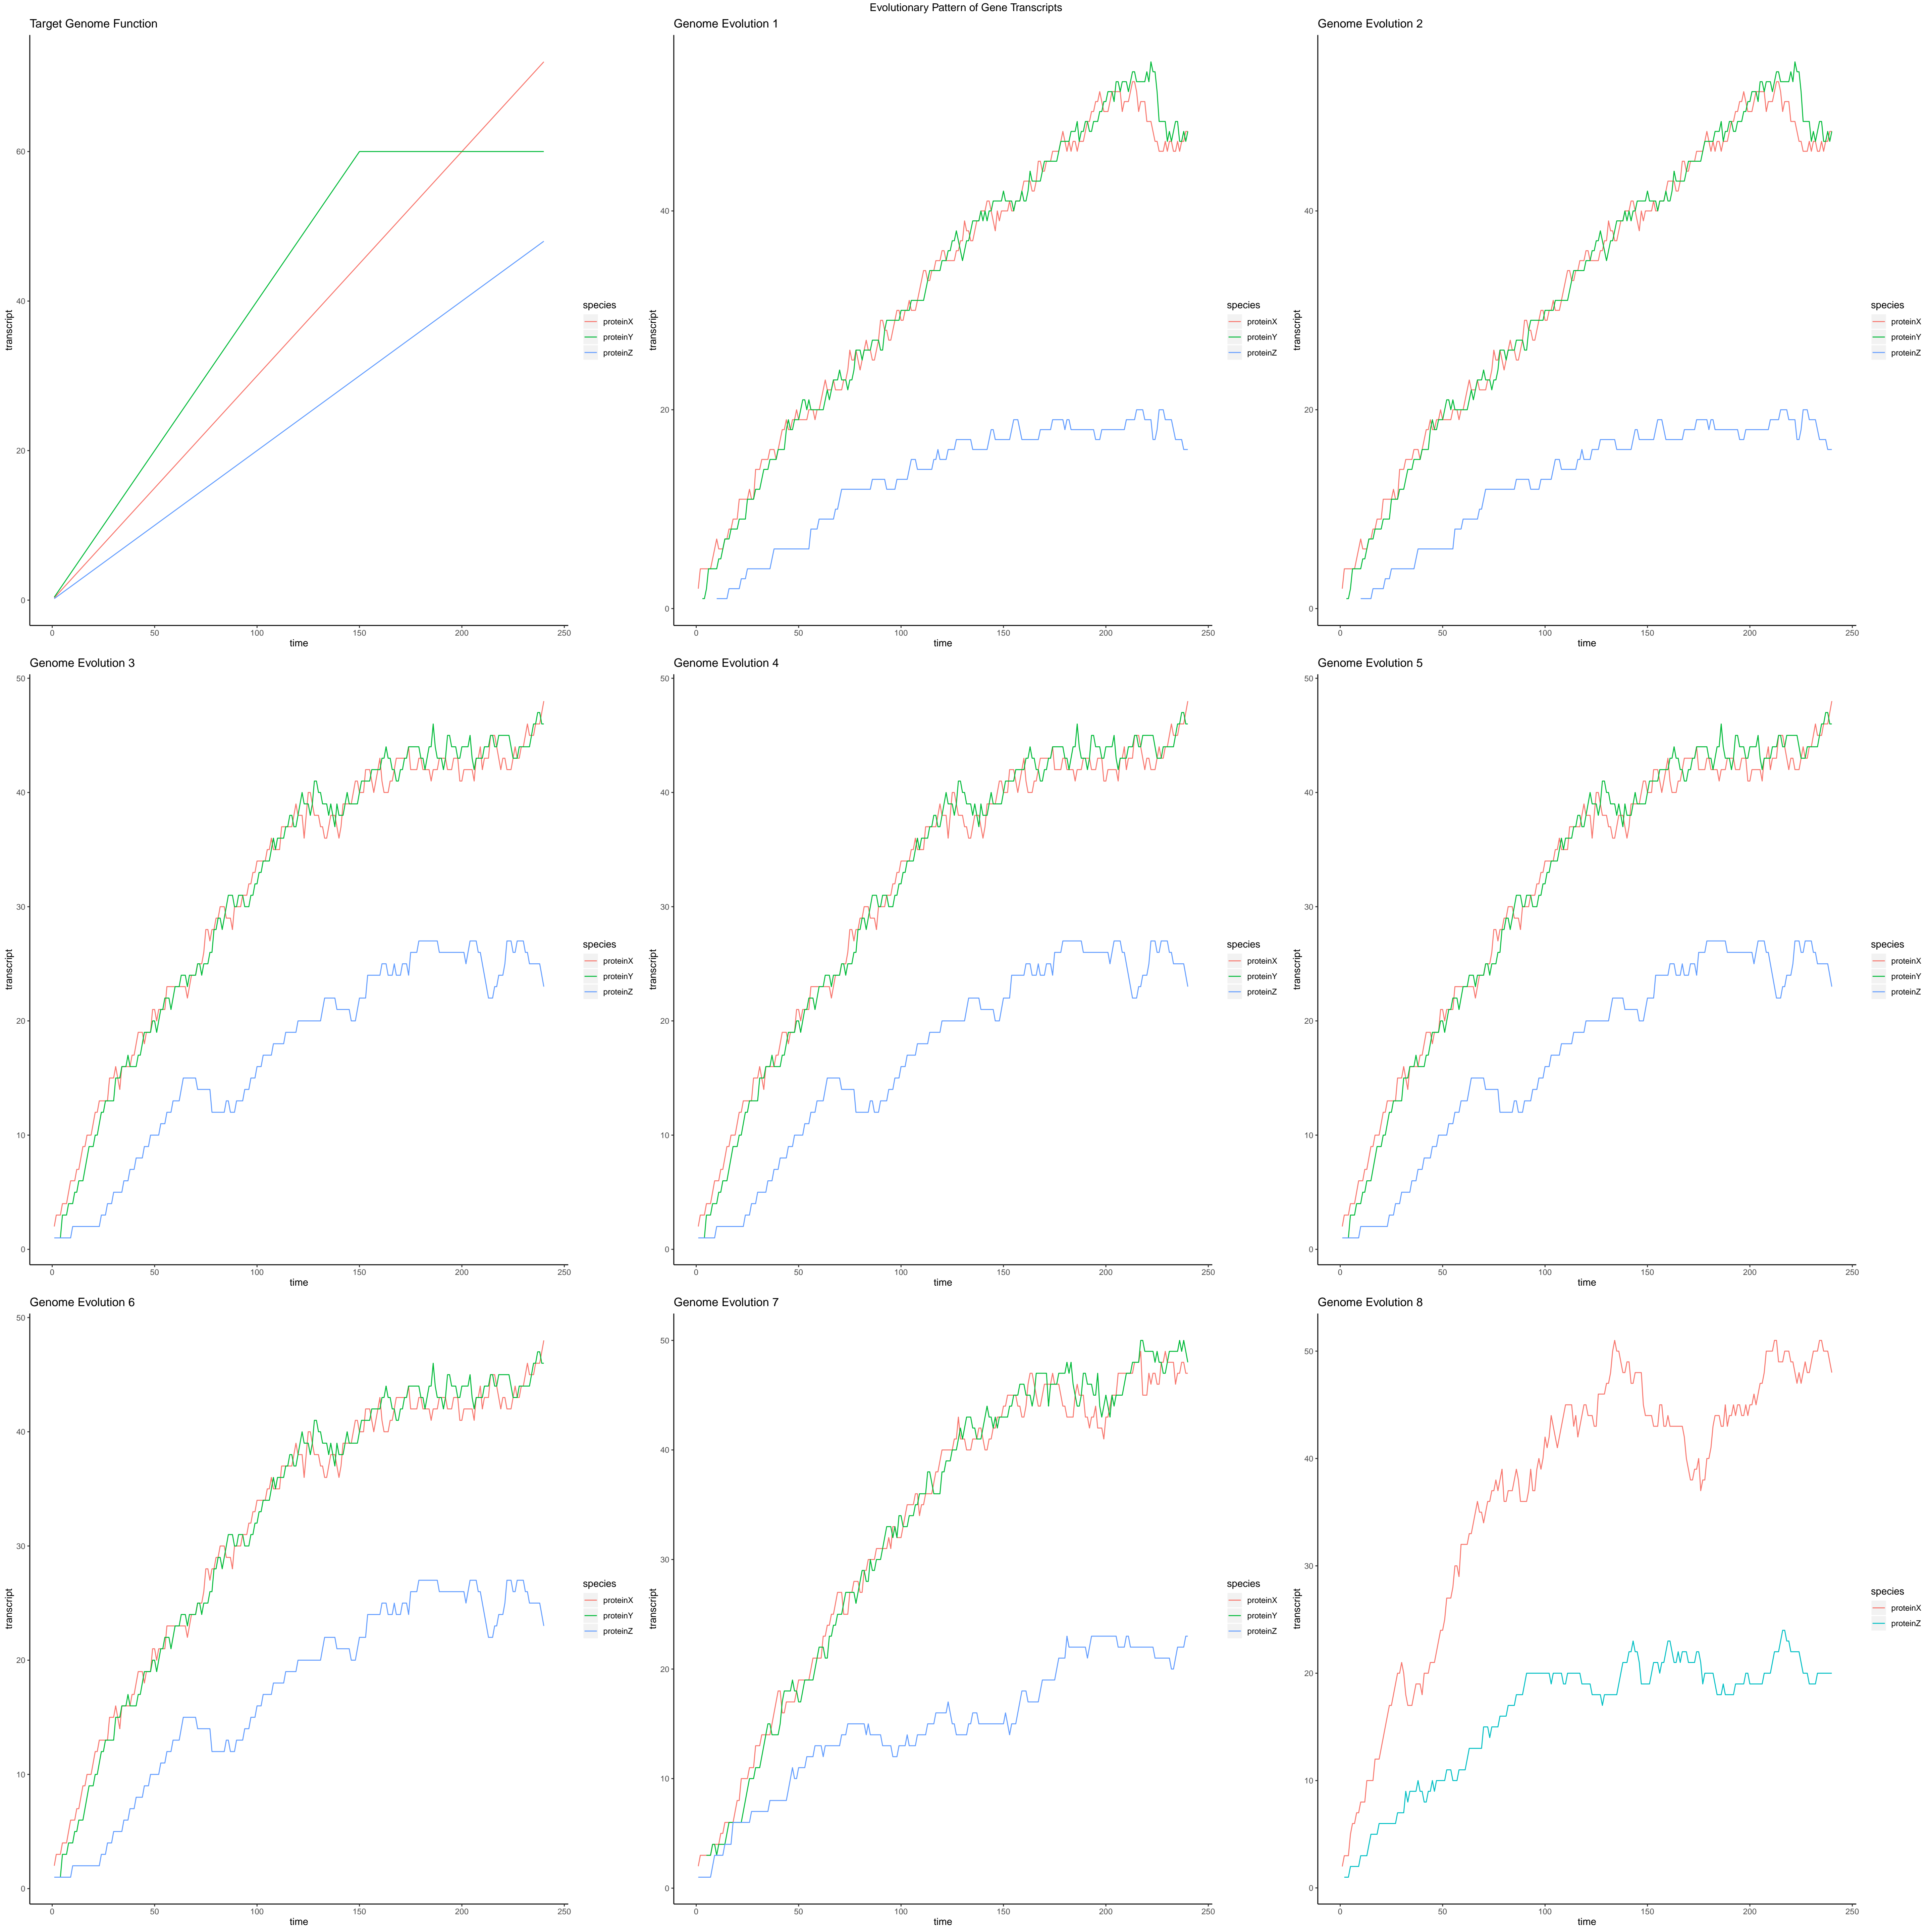 Evolutionary Pattern of Gene Transcripts
Target Genome Function
transcript
60
40
20
0
0 50 100 150 200 250
time
species
proteinX
proteinY
proteinZ
Genome Evolution 1
transcript
40
20
0
0 50 100 150 200 250
time
species
proteinX
proteinY
proteinZ
Genome Evolution 2
transcript
40
20
0
0 50 100 150 200 250
time
species
proteinX
proteinY
proteinZ
Genome Evolution 3
transcript
50
40
30
20
10
0
0 50 100 150 200 250
time
species
proteinX
proteinY
proteinZ
Genome Evolution 4
transcript
50
40
30
20
10
0
0 50 100 150 200 250
time
species
proteinX
proteinY
proteinZ
Genome Evolution 5
transcript
50
40
30
20
10
0
0 50 100 150 200 250
time
species
proteinX
proteinY
proteinZ
Genome Evolution 6
transcript
50
40
30
20
10
0
0 50 100 150 200 250
time
species
proteinX
proteinY
proteinZ
Genome Evolution 7
transcript
50
40
30
20
10
0
0 50 100 150 200 250
time
species
proteinX
proteinY
proteinZ
Genome Evolution 8
transcript
50
40
30
20
10
0
0 50 100 150 200 250
time
species
proteinX
proteinZ